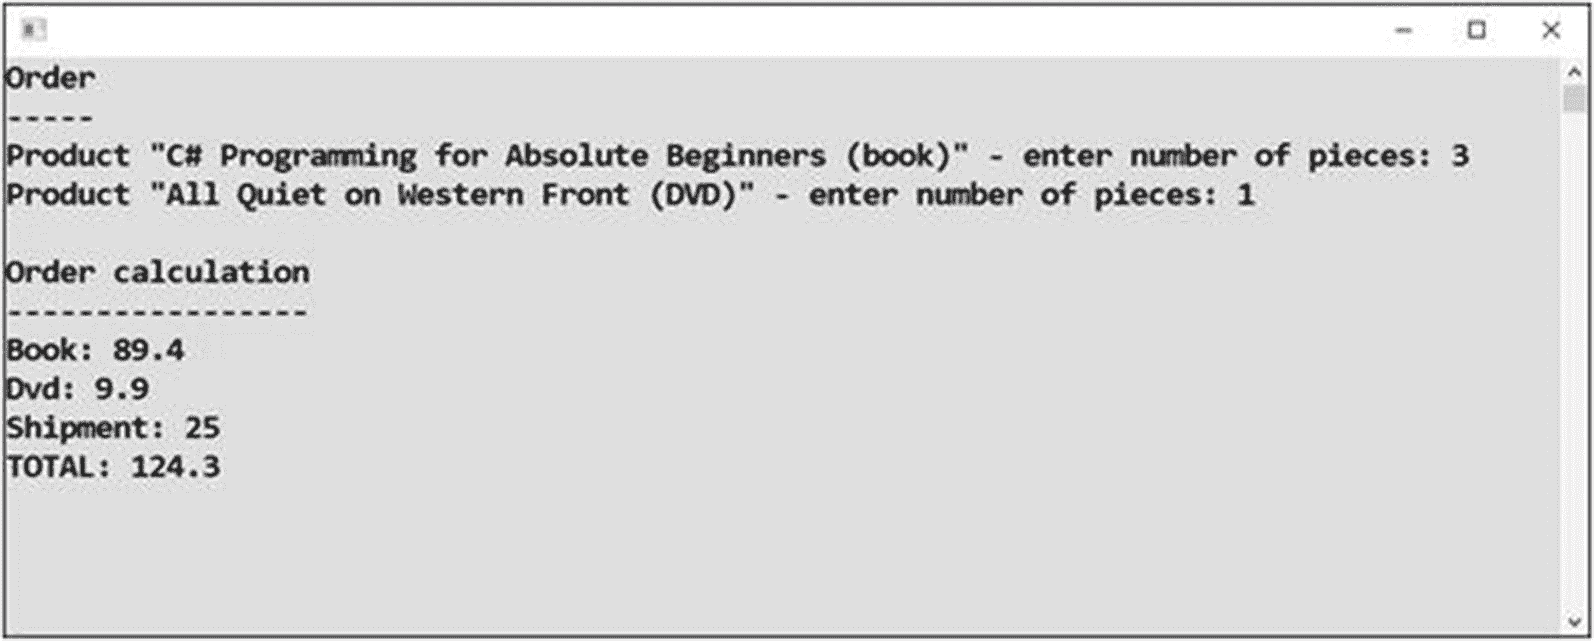 Order
-----
Product "C# Programming for Absolute Beginners (book)" - enter number of pieces: 3
Product "All Quiet on Western Front (DVD)" - enter number of pieces: 1
Order calculation
-----------------
Book: 89.4
Dvd: 9.9
Shipment: 25
TOTAL: 124.3